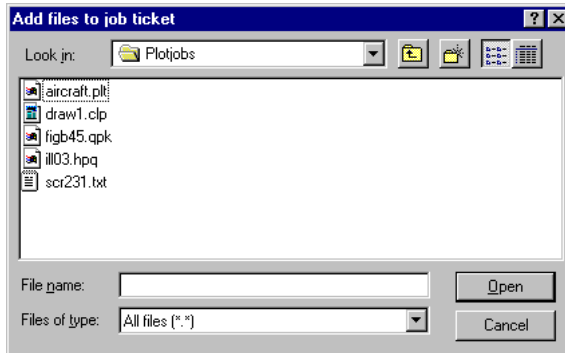 Add files to job ticket
Look in: Plotjobs
aircraft.plt
draw1.clp
figb45.qpk
ill03.hpq
scr231.txt
File name: Open
Files of type: All files (*.*) Cancel